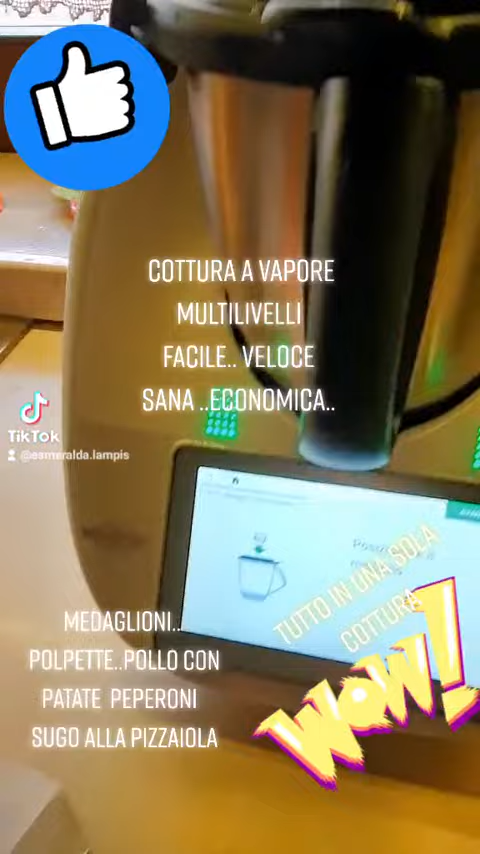 COTTURA A VAPORE
MULTILIVELLI
FACILE.. VELOCE
SANA ..ECONOMICA..
TikTok
@esmeralda.lampis
TUTTO IN UNA SOLA
COTTURA
WOW!
MEDAGLIONI..
POLPETTE..POLLO CON
PATATE PEPERONI
SUGO ALLA PIZZAIOLA